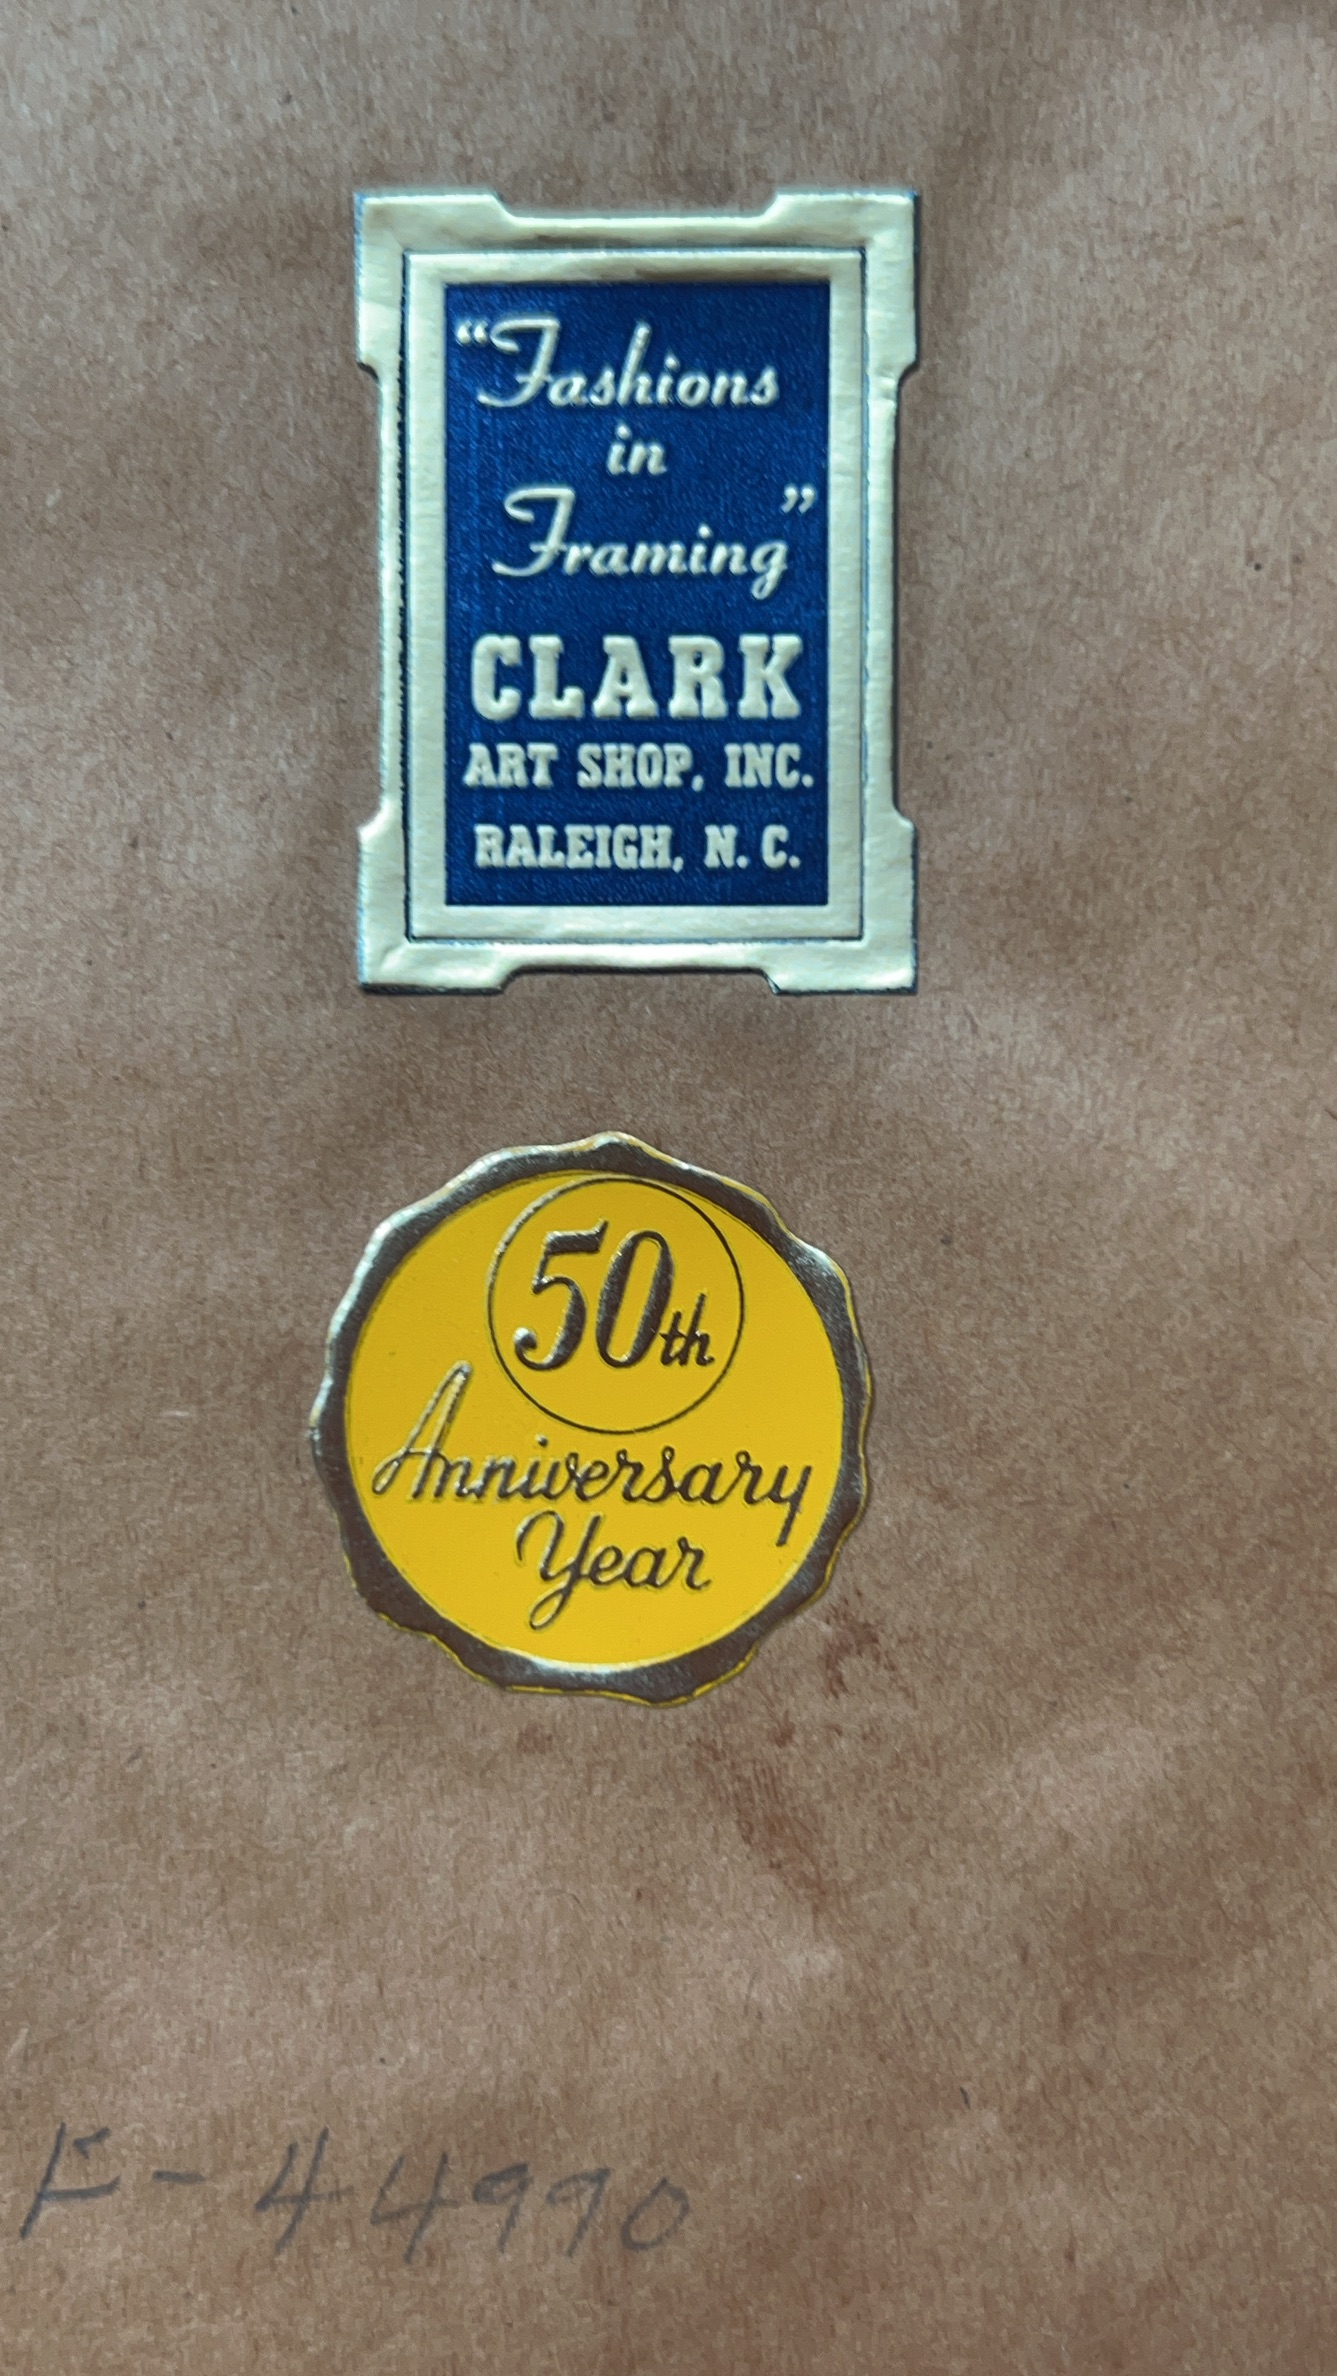 “Fashions
in
Framing”
CLARK
ART SHOP, INC.
RALEIGH, N. C.
50th
Anniversary
Year
F-44990